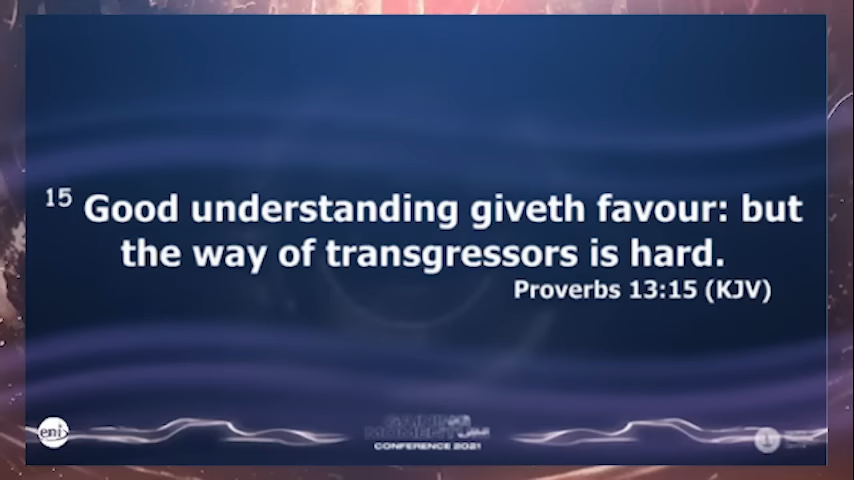 15 Good understanding giveth favour: but
the way of transgressors is hard.
Proverbs 13:15 (KJV)
eni
CONFERENCE 2021